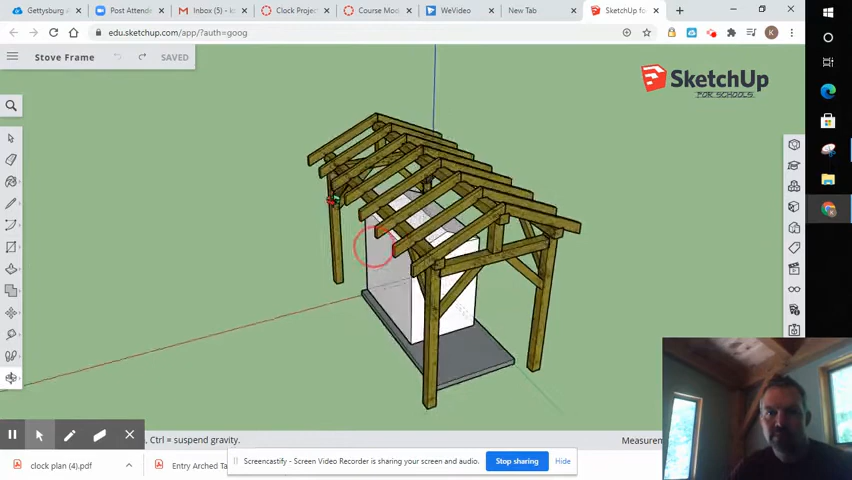 Gettysburg A
Post Attende
Inbox (5) - k
Clock Projec
Course Mod
WeVideo
New Tab
SketchUp fo
edu.sketchup.com/app/?auth=goog
K
Stove Frame
SAVED
SketchUp
FOR SCHOOLS
. Ctrl = suspend gravity.
Measurem
clock plan (4).pdf
Entry Arched Ta
Screencastify - Screen Video Recorder is sharing your screen and audio.
Stop sharing
Hide